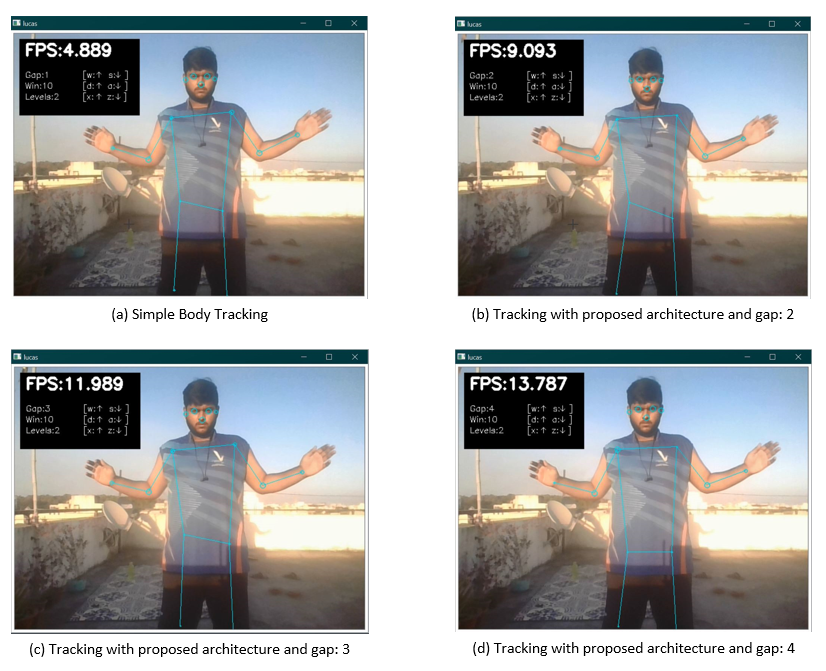 lucas
FPS:4.889
Gap:1 [w:↑ s:↓ ]
Win:10 [d:↑ a:↓]
Levels:2 [x:↑ z:↓]
(a) Simple Body Tracking
lucas
FPS:9.093
Gap:2 [w:↑ s:↓ ]
Win:10 [d:↑ a:↓]
Levels:2 [x:↑ z:↓]
(b) Tracking with proposed architecture and gap: 2
lucas
FPS:11.989
Gap:3 [w:↑ s:↓ ]
Win:10 [d:↑ a:↓]
Levels:2 [x:↑ z:↓]
(c) Tracking with proposed architecture and gap: 3
lucas
FPS:13.787
Gap:4 [w:↑ s:↓ ]
Win:10 [d:↑ a:↓]
Levels:2 [x:↑ z:↓]
(d) Tracking with proposed architecture and gap: 4